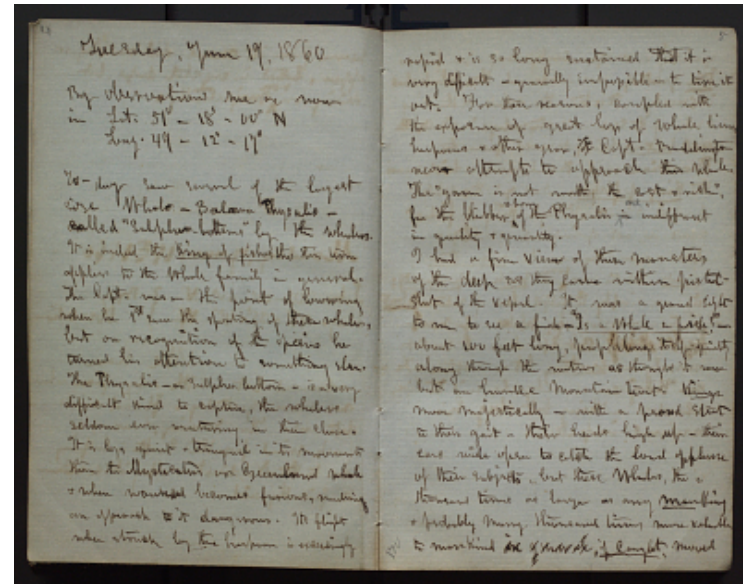 Tuesday, June 19, 1860
By observations we are now
in Lat. 51° - 18' - 00" N
Long. 49 - 12' - 17"
To-day saw several of the largest
size Whale - Balaena Physalis -
called "Sulphur bottoms" by the whalers.
It is indeed the king of fishes this term
applies to the Whale family in general.
The Capt. was on the point of lowering
when he 1st saw the spouting of these whales,
but on recognition of the species he
turned his attention to something else.
The Physalis - or Sulphur bottom - is a very
difficult kind to capture, the whalers
seldom ever venturing in their chase.
It is less quiet & tranquil in its movements
than the Mysticetus or Greenland whale
& when wounded becomes furious, rendering
an approach to it dangerous. Its flight
when struck by the harpoon is exceedingly
5
rapid & is so long sustained that it is
very difficult - generally impossible to tire it
out. For these reasons, coupled with
the exposure of great loss of whale lines,
harpoons & other gear, Capt.
never attempts to approach this whale.
The "game is not worth the cost & risk",
for the blubber & bone of the Physalis is indifferent
in quality & quantity.
I had a fine view of these monsters
of the deep as they came within pistol-
shot of the vessel. It was a grand sight
to me to see a fish - Is a Whale a fish? -
about 100 feet long, quietly
along through the waters as though it were
but an humble Mountain trout. Kings
move majestically - with a proud strut
in their gait - their heads high up - their
ears wide open to catch the loud applause
of their subjects, but these Whales, tho' a
thousand times as large as any man king
& probably many thousand times more valuable
to mankind, if caught, moved